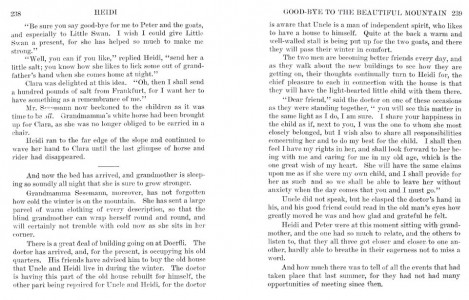 238 HEIDI
"Be sure you say good-bye for me to Peter and the goats,
and especially to Little Swan. I wish I could give Little
Swan a present, for she has helped so much to make me
strong."
"Well, you can if you like," replied Heidi, "send her a
little salt; you know how she likes to lick some out of grand-
father's hand when she comes home at night."
Clara was delighted at this idea. "Oh, then I shall send
a hundred pounds of salt from Frankfurt, for I want her to
have something as a remembrance of me."
Mr. Sesemann now beckoned to the children as it was
time to be off. Grandmamma's white horse had been brought
up for Clara, as she was no longer obliged to be carried in a
chair.
Heidi ran to the far edge of the slope and continued to
wave her hand to Clara until the last glimpse of horse and
rider had disappeared.
And now the bed has arrived, and grandmother is sleep-
ing so soundly all night that she is sure to grow stronger.
Grandmamma Sesemann, moreover, has not forgotten
how cold the winter is on the mountain. She has sent a large
parcel of warm clothing of every description, so that the
blind grandmother can wrap herself round and round, and
will certainly not tremble with cold now as she sits in her
corner.
There is a great deal of building going on at Doerfli. The
doctor has arrived, and, for the present, is occupying his old
quarters. His friends have advised him to buy the old house
that Uncle and Heidi live in during the winter. The doctor
is having this part of the old house rebuilt for himself, the
other part being repaired for Uncle and Heidi, for the doctor
GOOD-BYE TO THE BEAUTIFUL MOUNTAIN 239
is aware that Uncle is a man of independent spirit, who likes
to have a house to himself. Quite at the back a warm and
well-walled stall is being put up for the two goats, and there
they will pass their winter in comfort.
The two men are becoming better friends every day, and
as they walk about the new buildings to see how they are
getting on, their thoughts continually turn to Heidi, for the
chief pleasure to each in connection with the house is that
they will have the light-hearted little child with them there.
"Dear friend," said the doctor on one of these occasions
as they were standing together, "you will see this matter in
the same light as I do, I am sure. I share your happiness in
the child as if, next to you, I was the one to whom she most
closely belonged, but I wish also to share all responsibilities
concerning her and to do my best for the child. I shall then
feel I have my rights in her, and shall look forward to her be-
ing with me and caring for me in my old age, which is the
one great wish of my heart. She will have the same claims
upon me as if she were my own child, and I shall provide for
her as such and so we shall be able to leave her without
anxiety when the day comes that you and I must go."
Uncle did not speak, but he clasped the doctor's hand in
his, and his good friend could read in the old man's eyes how
greatly moved he was and how glad and grateful he felt.
Heidi and Peter were at this moment sitting with grand-
mother, and the one had so much to relate, and the others to
listen to, that they all three got closer and closer to one an-
other, hardly able to breathe in their eagerness not to miss a
word.
And how much there was to tell of all the events that had
taken place that last summer, for they had not had many
opportunities of meeting since then.